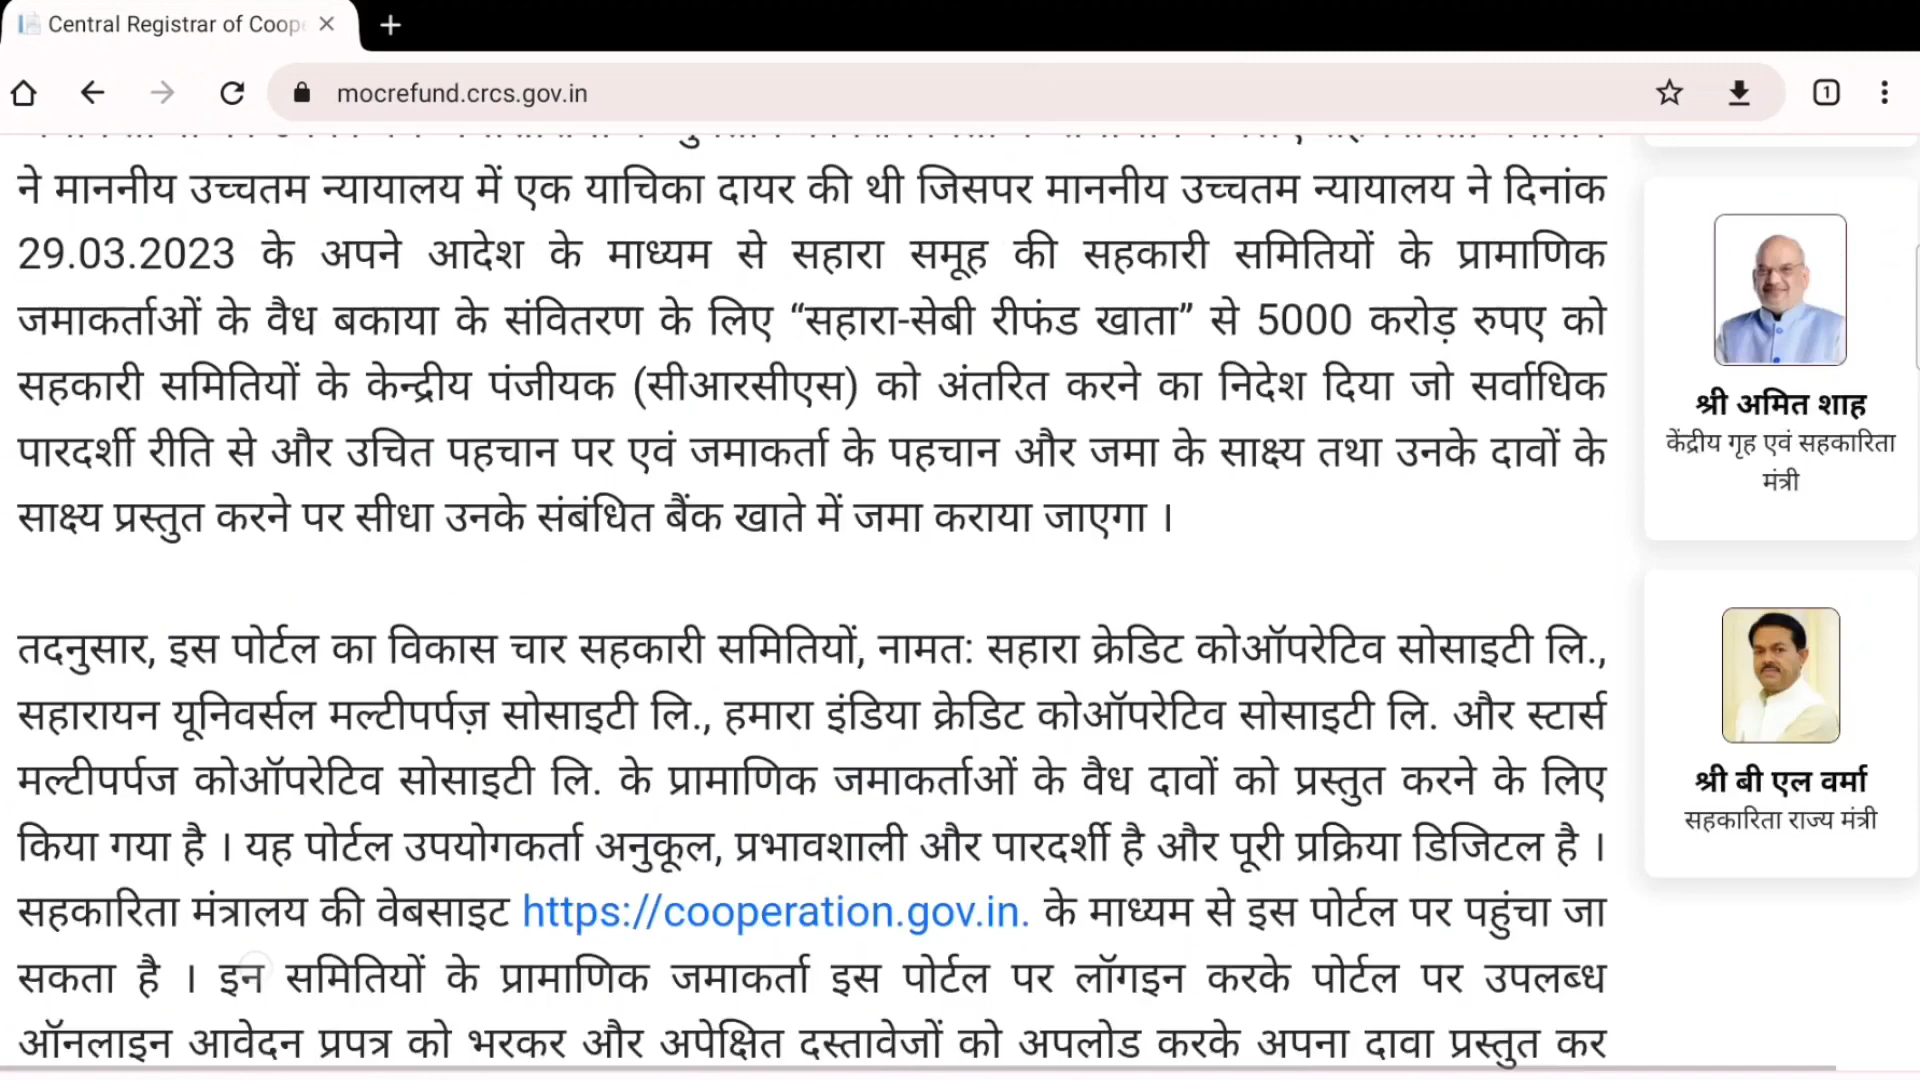 Central Registrar of Coop
mocrefund.crcs.gov.in
1
ने माननीय उच्चतम न्यायालय में एक याचिका दायर की थी जिसपर माननीय उच्चतम न्यायालय ने दिनांक
29.03.2023 के अपने आदेश के माध्यम से सहारा समूह की सहकारी समितियों के प्रामाणिक
जमाकर्ताओं के वैध बकाया के संवितरण के लिए “सहारा-सेबी रीफंड खाता” से 5000 करोड़ रुपए को
सहकारी समितियों के केन्द्रीय पंजीयक (सीआरसीएस) को अंतरित करने का निदेश दिया जो सर्वाधिक
पारदर्शी रीति से और उचित पहचान पर एवं जमाकर्ता के पहचान और जमा के साक्ष्य तथा उनके दावों के
साक्ष्य प्रस्तुत करने पर सीधा उनके संबंधित बैंक खाते में जमा कराया जाएगा ।
तदनुसार, इस पोर्टल का विकास चार सहकारी समितियों, नामत: सहारा क्रेडिट कोऑपरेटिव सोसाइटी लि.,
सहारायन यूनिवर्सल मल्टीपर्पज़ सोसाइटी लि., हमारा इंडिया क्रेडिट कोऑपरेटिव सोसाइटी लि. और स्टार्स
मल्टीपर्पज कोऑपरेटिव सोसाइटी लि. के प्रामाणिक जमाकर्ताओं के वैध दावों को प्रस्तुत करने के लिए
किया गया है । यह पोर्टल उपयोगकर्ता अनुकूल, प्रभावशाली और पारदर्शी है और पूरी प्रक्रिया डिजिटल है ।
सहकारिता मंत्रालय की वेबसाइट https://cooperation.gov.in. के माध्यम से इस पोर्टल पर पहुंचा जा
सकता है । इन समितियों के प्रामाणिक जमाकर्ता इस पोर्टल पर लॉगइन करके पोर्टल पर उपलब्ध
ऑनलाइन आवेदन प्रपत्र को भरकर और अपेक्षित दस्तावेजों को अपलोड करके अपना दावा प्रस्तुत कर
श्री अमित शाह
केंद्रीय गृह एवं सहकारिता
मंत्री
श्री बी एल वर्मा
सहकारिता राज्य मंत्री